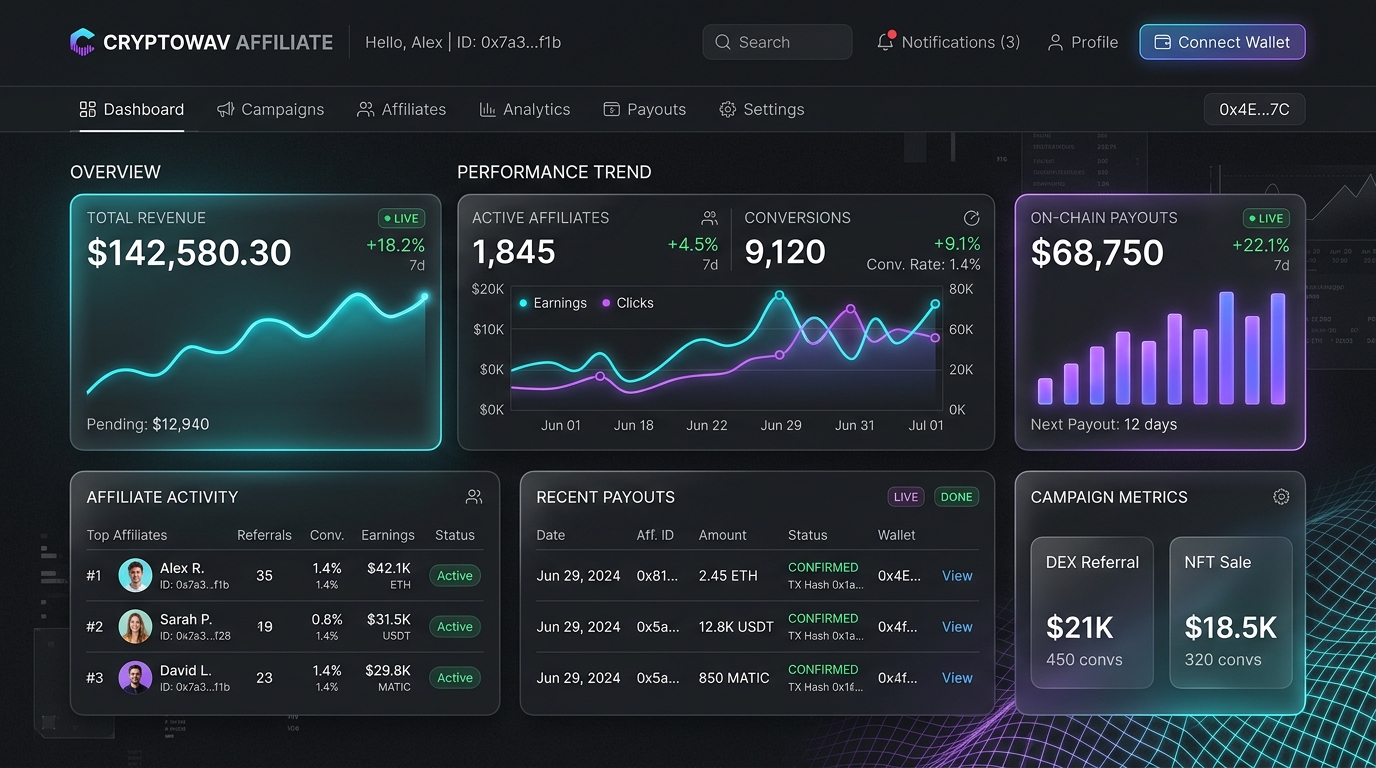 CRYPTOWAV AFFILIATE
Hello, Alex | ID: 0x7a3...f1b
Search
Notifications (3)
Profile
Connect Wallet
Dashboard
Campaigns
Affiliates
Analytics
Payouts
Settings
0x4E...7C
OVERVIEW
TOTAL REVENUE
LIVE
$142,580.30
+18.2%
7d
Pending: $12,940
PERFORMANCE TREND
ACTIVE AFFILIATES
1,845
+4.5%
7d
CONVERSIONS
9,120
+9.1%
Conv. Rate: 1.4%
Earnings
Clicks
$20K
$10K
$0K
$0K
80K
60K
20K
0K
Jun 01 Jun 18 Jun 22 Jun 29 Jun 31 Jul 01
ON-CHAIN PAYOUTS
LIVE
$68,750
+22.1%
7d
Next Payout: 12 days
AFFILIATE ACTIVITY
Top Affiliates Referrals Conv. Earnings Status
#1 Alex R. 35 1.4% $42.1K Active
ID: 0s7a3...f1b 1.4% ETH
#2 Sarah P. 19 0.8% $31.5K Active
1.4% USDT
#3 David L. 23 1.4% $29.8K Active
1.4% MATIC
RECENT PAYOUTS
LIVE
DONE
Date Aff. ID Amount Status Wallet
Jun 29, 2024 0x81... 2.45 ETH CONFIRMED 0x4E... View
TX Hash 0x1a...
Jun 29, 2024 0x5a... 12.8K USDT CONFIRMED 0x4f... View
TX Hash 0x1a...
Jun 29, 2024 0x5a... 850 MATIC CONFIRMED 0x4f... View
TX Hash
CAMPAIGN METRICS
DEX Referral
$21K
450 convs
NFT Sale
$18.5K
320 convs